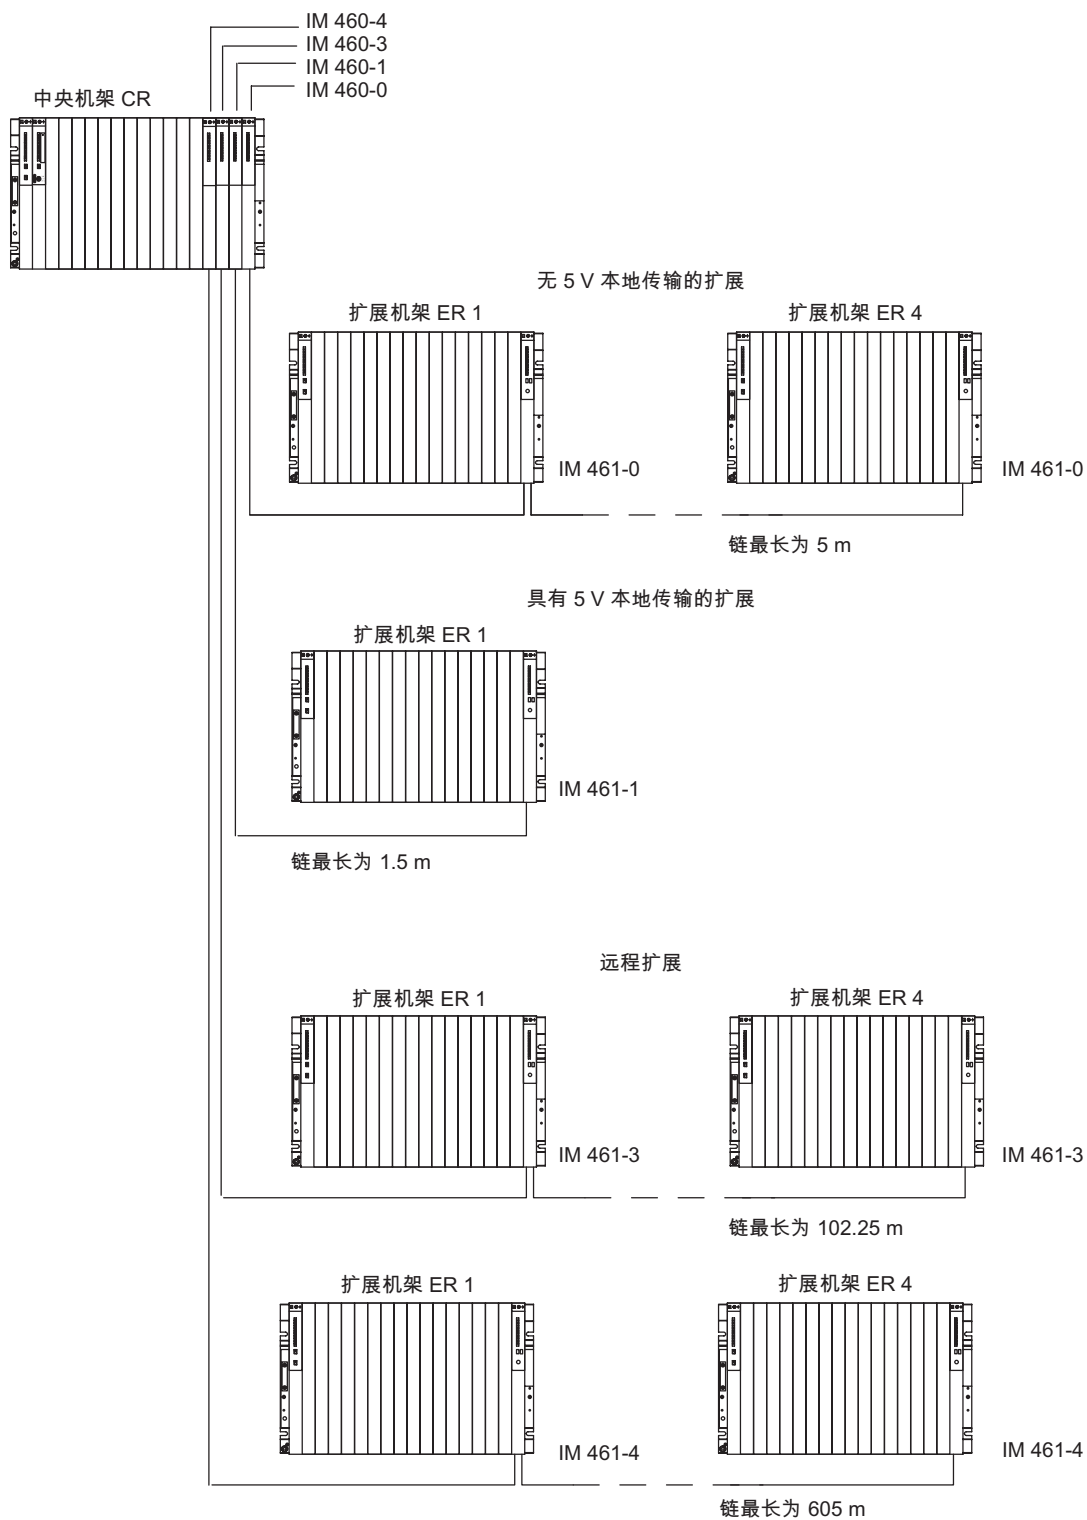 IM 460-4
IM 460-3
IM 460-1
IM 460-0
中央机架 CR
无 5 V 本地传输的扩展
扩展机架 ER 1
扩展机架 ER 4
IM 461-0
IM 461-0
链最长为 5 m
具有 5 V 本地传输的扩展
扩展机架 ER 1
IM 461-1
链最长为 1.5 m
远程扩展
扩展机架 ER 1
扩展机架 ER 4
IM 461-3
IM 461-3
链最长为 102.25 m
扩展机架 ER 1
扩展机架 ER 4
IM 461-4
IM 461-4
链最长为 605 m